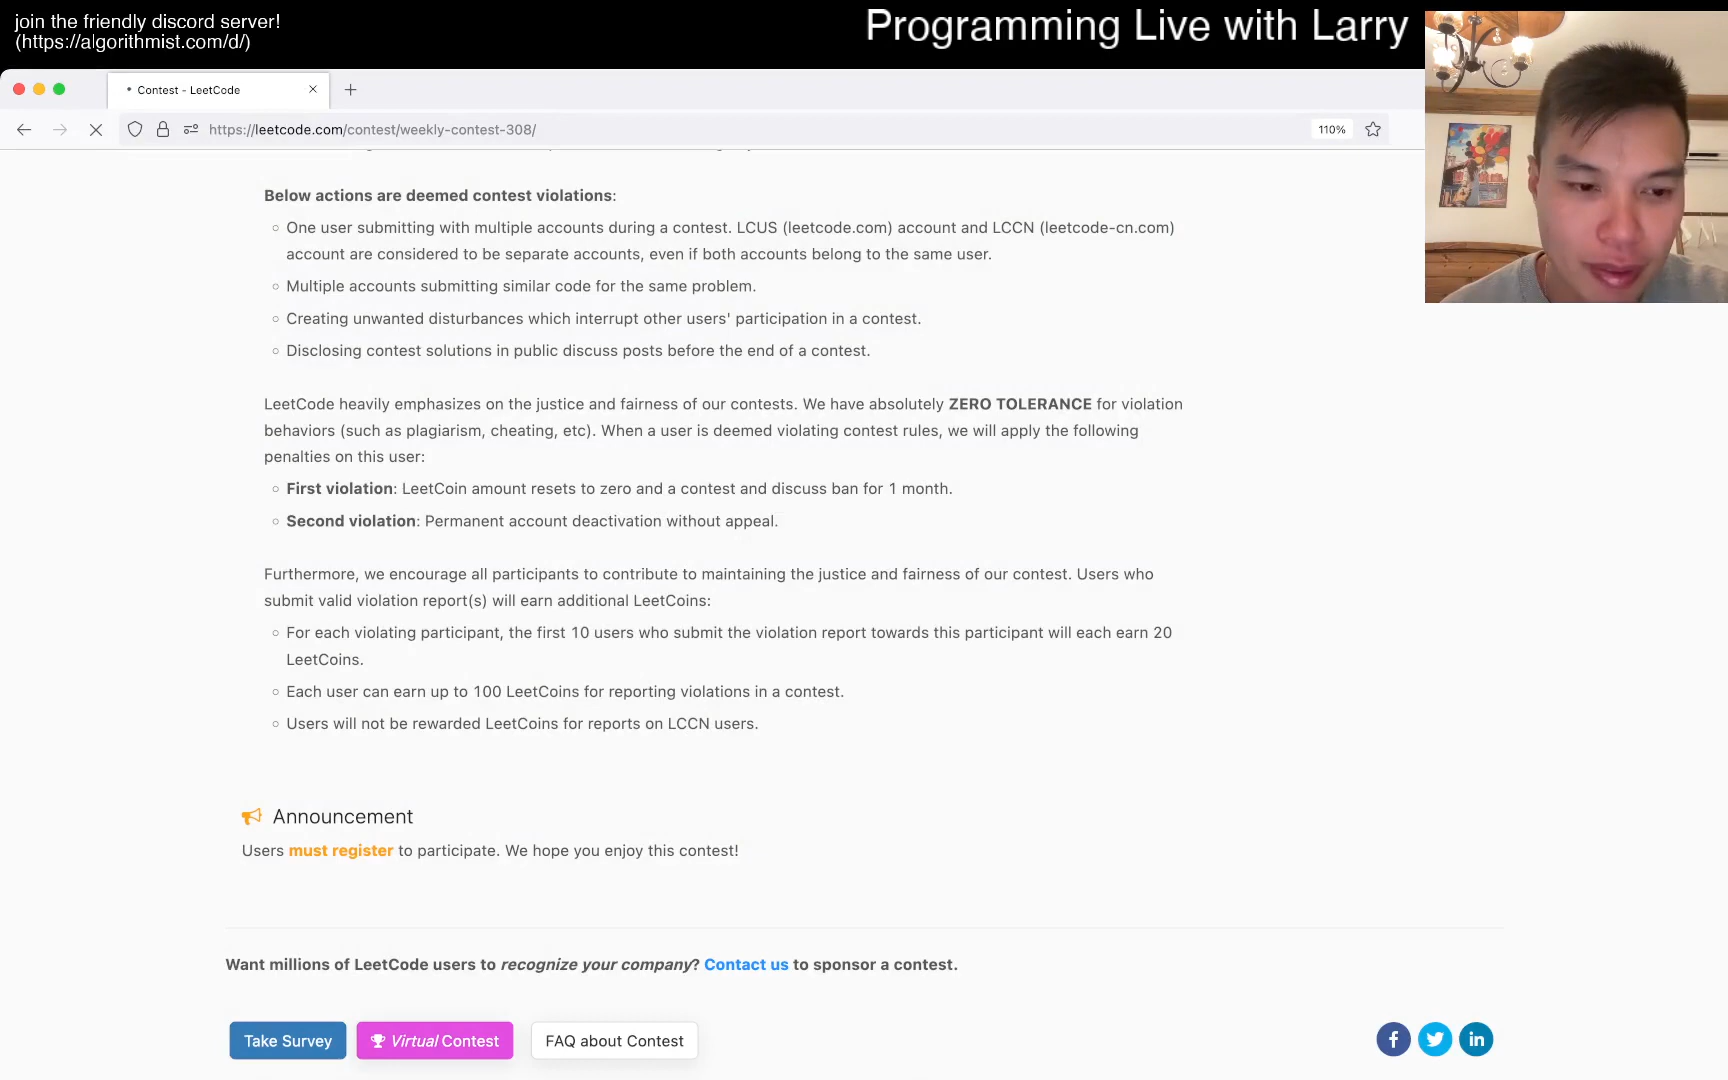 join the friendly discord server!
(https://algorithmist.com/d/)
Programming Live with Larry
Contest - LeetCode
https://leetcode.com/contest/weekly-contest-308/
110%
Below actions are deemed contest violations:
One user submitting with multiple accounts during a contest. LCUS (leetcode.com) account and LCCN (leetcode-cn.com)
account are considered to be separate accounts, even if both accounts belong to the same user.
Multiple accounts submitting similar code for the same problem.
Creating unwanted disturbances which interrupt other users' participation in a contest.
Disclosing contest solutions in public discuss posts before the end of a contest.
LeetCode heavily emphasizes on the justice and fairness of our contests. We have absolutely ZERO TOLERANCE for violation
behaviors (such as plagiarism, cheating, etc). When a user is deemed violating contest rules, we will apply the following
penalties on this user:
First violation: LeetCoin amount resets to zero and a contest and discuss ban for 1 month.
Second violation: Permanent account deactivation without appeal.
Furthermore, we encourage all participants to contribute to maintaining the justice and fairness of our contest. Users who
submit valid violation report(s) will earn additional LeetCoins:
For each violating participant, the first 10 users who submit the violation report towards this participant will each earn 20
LeetCoins.
Each user can earn up to 100 LeetCoins for reporting violations in a contest.
Users will not be rewarded LeetCoins for reports on LCCN users.
Announcement
Users must register to participate. We hope you enjoy this contest!
Want millions of LeetCode users to recognize your company? Contact us to sponsor a contest.
Take Survey
Virtual Contest
FAQ about Contest